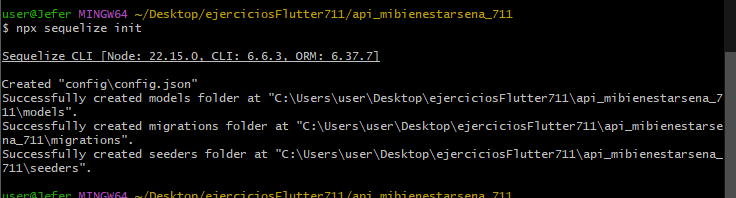 user@Jefer MINGW64 ~/Desktop/ejerciciosFlutter711/api_mibienestarsena_711
$ npx sequelize init
Sequelize CLI [Node: 22.15.0, CLI: 6.6.3, ORM: 6.37.7]
Created "config\config.json"
Successfully created models folder at "C:\Users\user\Desktop\ejerciciosFlutter711\api_mibienestarsena_7
11\models".
Successfully created migrations folder at "C:\Users\user\Desktop\ejerciciosFlutter711\api_mibienestarse
na_711\migrations".
Successfully created seeders folder at "C:\Users\user\Desktop\ejerciciosFlutter711\api_mibienestarsena_
711\seeders".
user@Jefer MINGW64 ~/Desktop/ejerciciosFlutter711/api_mibienestarsena_711